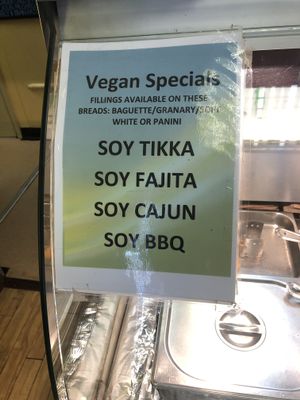 Vegan Specials
FILLINGS AVAILABLE ON THESE
BREADS: BAGUETTE/GRANARY/SOFT
WHITE OR PANINI
SOY TIKKA
SOY FAJITA
SOY CAJUN
SOY BBQ